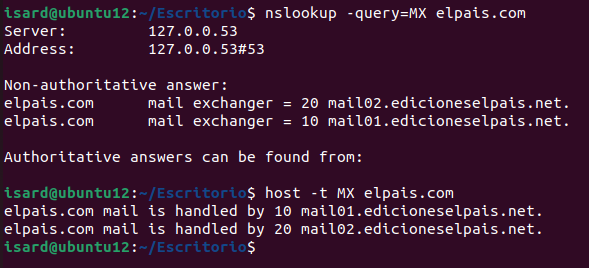 isard@ubuntu12:~/Escritorio$ nslookup -query=MX elpais.com
Server:         127.0.0.53
Address:        127.0.0.53#53

Non-authoritative answer:
elpais.com      mail exchanger = 20 mail02.edicioneselpais.net.
elpais.com      mail exchanger = 10 mail01.edicioneselpais.net.

Authoritative answers can be found from:

isard@ubuntu12:~/Escritorio$ host -t MX elpais.com
elpais.com mail is handled by 10 mail01.edicioneselpais.net.
elpais.com mail is handled by 20 mail02.edicioneselpais.net.
isard@ubuntu12:~/Escritorio$